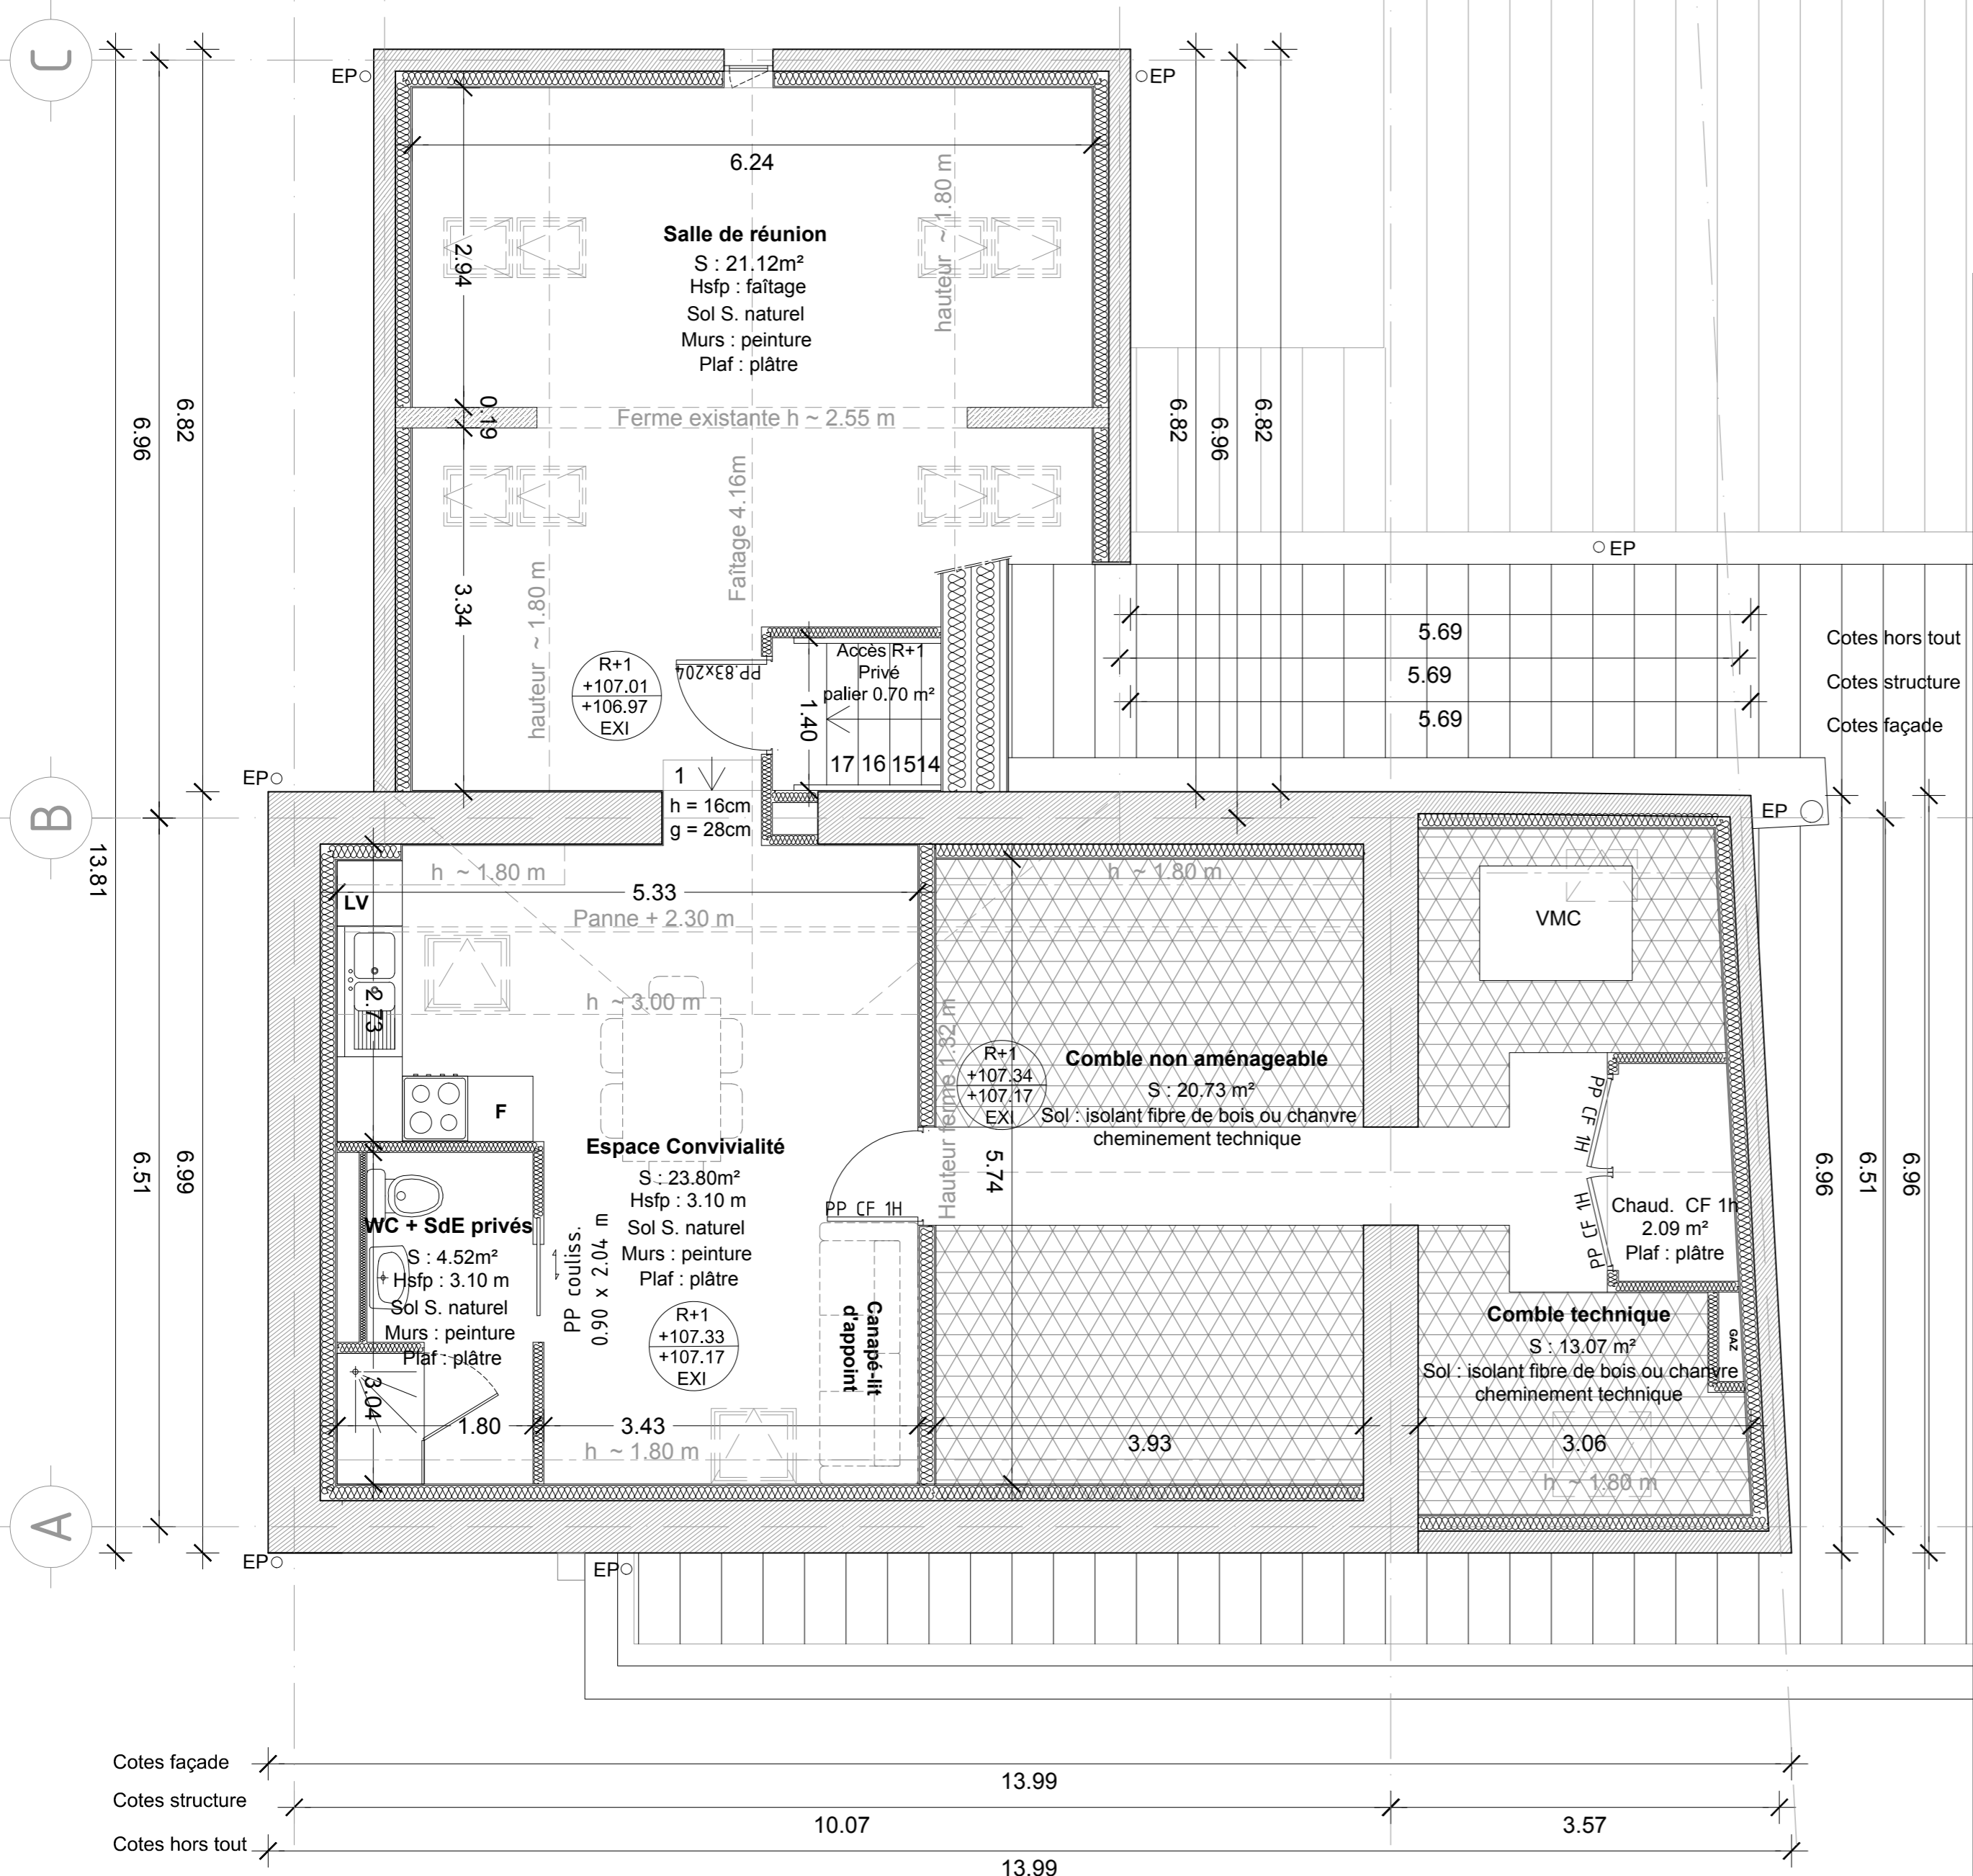 C
EP
EP
6.24
Salle de réunion
S : 21.12m²
Hsfp : faîtage
Sol S. naturel
Murs : peinture
Plaf : plâtre
hauteur ~ 1.80 m
2.94
0.19
Ferme existante h ~ 2.55 m
6.82
6.96
6.82
6.96
6.82
Faîtage 4.16m
hauteur ~ 1.80 m
3.34
EP
R+1
+107.01
+106.97
EXI
PP.83x204
Accès R+1
Privé
palier 0.70 m²
1.40
17 16 15 14
5.69
5.69
5.69
Cotes hors tout
Cotes structure
Cotes façade
B
EP
1
h = 16cm
g = 28cm
EP
13.81
h ~ 1.80 m
5.33
h ~ 1.80 m
LV
Panne + 2.30 m
VMC
2.73
h ~ 3.00 m
Hauteur ferme 1.32 m
R+1
+107.34
+107.17
EXI
Comble non aménageable
S : 20.73 m²
Sol : isolant fibre de bois ou chanvre
cheminement technique
F
Espace Convivialité
S : 23.80m²
Hsfp : 3.10 m
Sol S. naturel
Murs : peinture
Plaf : plâtre
5.74
PP CF 1H
PP CF 1H
PP CF 1H
Chaud. CF 1h
2.09 m²
Plaf : plâtre
6.51
6.99
6.96
6.51
6.96
WC + SdE privés
S : 4.52m²
Hsfp : 3.10 m
Sol S. naturel
Murs : peinture
Plaf : plâtre
PP couliss.
0.90 x 2.04 m
R+1
+107.33
+107.17
EXI
Canapé-lit
d'appoint
Comble technique
S : 13.07 m²
Sol : isolant fibre de bois ou chanvre
cheminement technique
GAZ
3.04
1.80
3.43
3.93
3.06
h ~ 1.80 m
h ~ 1.80 m
A
EP
EP
Cotes façade
13.99
Cotes structure
10.07
3.57
Cotes hors tout
13.99